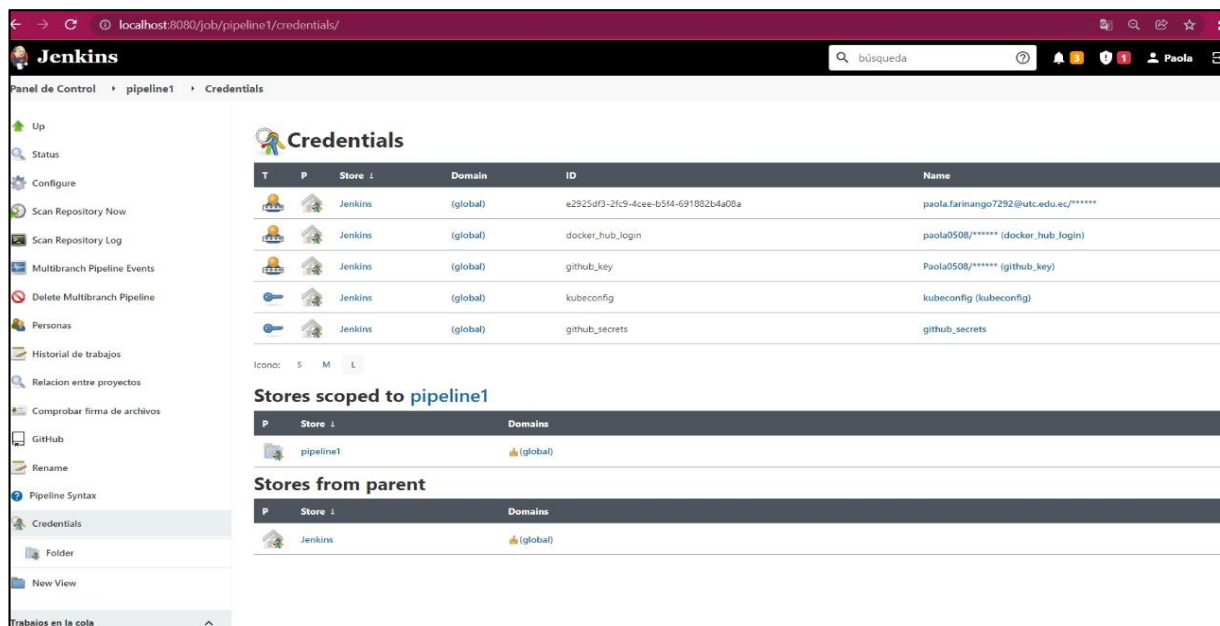 localhost:8080/job/pipeline1/credentials/
Jenkins búsqueda 3 1 Paola
Panel de Control pipeline1 Credentials
Up
Status
Configure
Scan Repository Now
Scan Repository Log
Multibranch Pipeline Events
Delete Multibranch Pipeline
Personas
Historial de trabajos
Relacion entre proyectos
Comprobar firma de archivos
GitHub
Rename
Pipeline Syntax
Credentials
Folder
New View
Trabajos en la cola
Credentials
T P Store ↓ Domain ID Name
Jenkins (global) e2925df3-2fc9-4cee-b5f4-691882b4a08a paola.farinango7292@utc.edu.ec/******
Jenkins (global) docker_hub_login paola0508/****** (docker_hub_login)
Jenkins (global) github_key Paola0508/****** (github_key)
Jenkins (global) kubeconfig kubeconfig (kubeconfig)
Jenkins (global) github_secrets github_secrets
Icono: S M L
Stores scoped to pipeline1
P Store ↓ Domains
pipeline1 (global)
Stores from parent
P Store ↓ Domains
Jenkins (global)